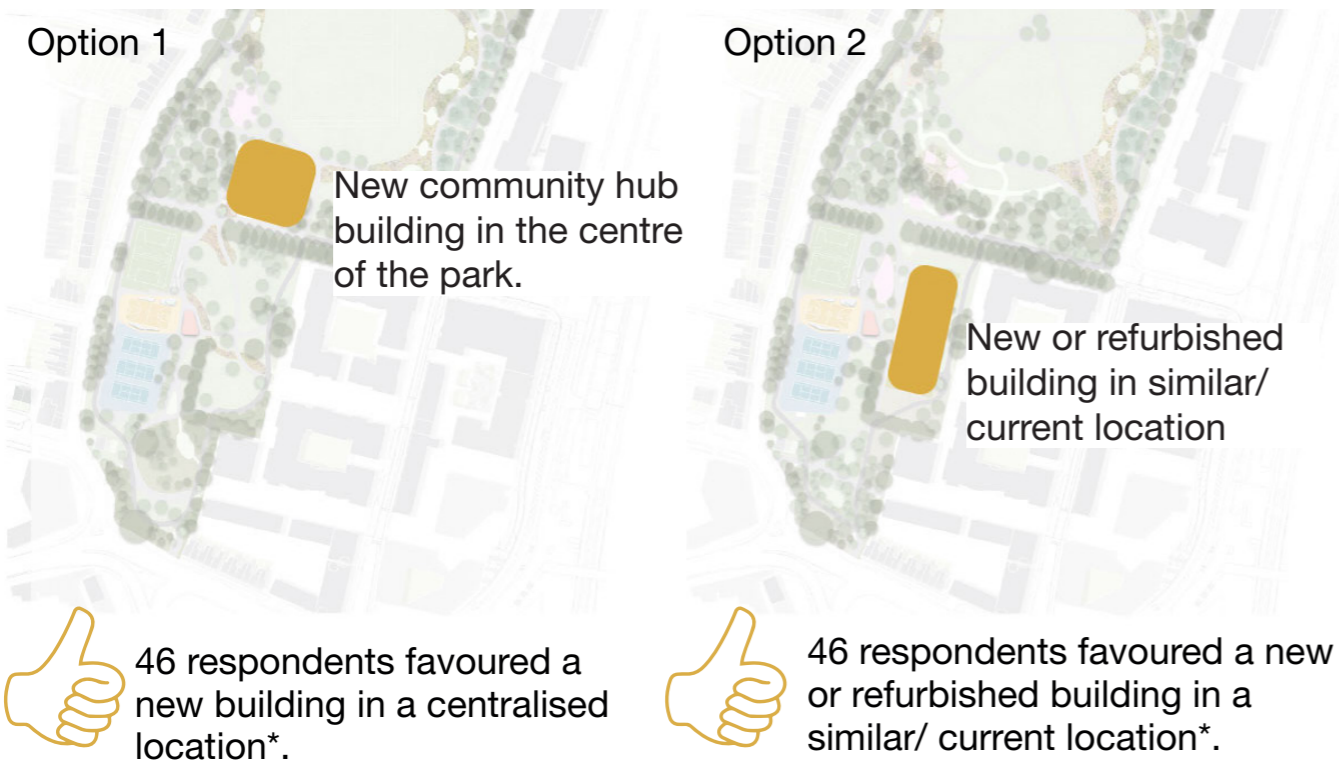 Option 1
New community hub
building in the centre
of the park.
46 respondents favoured a
new building in a centralised
location*.
Option 2
New or refurbished
building in similar/
current location
46 respondents favoured a new
or refurbished building in a
similar/ current location*.